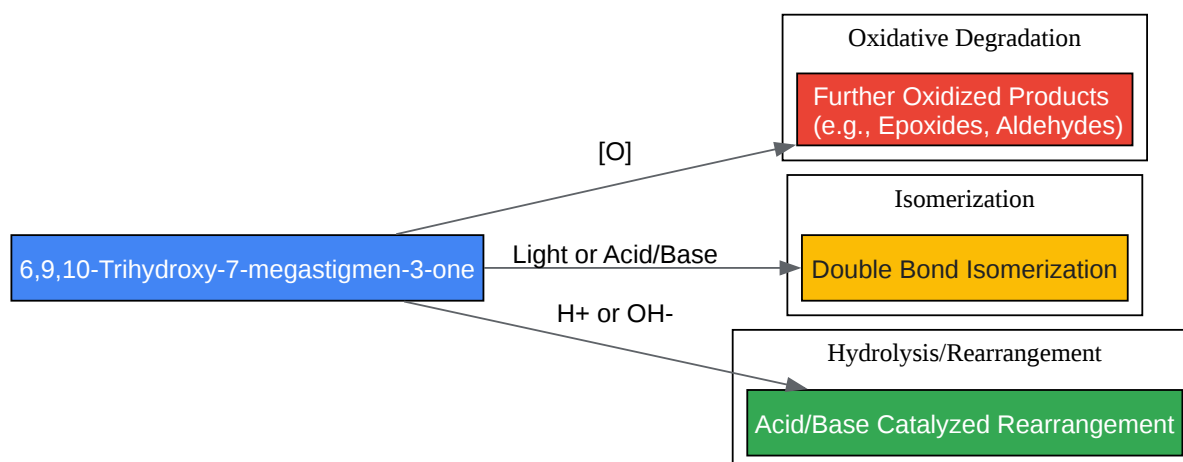 Oxidative Degradation
Further Oxidized Products
(e.g., Epoxides, Aldehydes)
[O]
Isomerization
6,9,10-Trihydroxy-7-megastigmen-3-one
Light or Acid/Base
Double Bond Isomerization
H+ or OH-
Hydrolysis/Rearrangement
Acid/Base Catalyzed Rearrangement